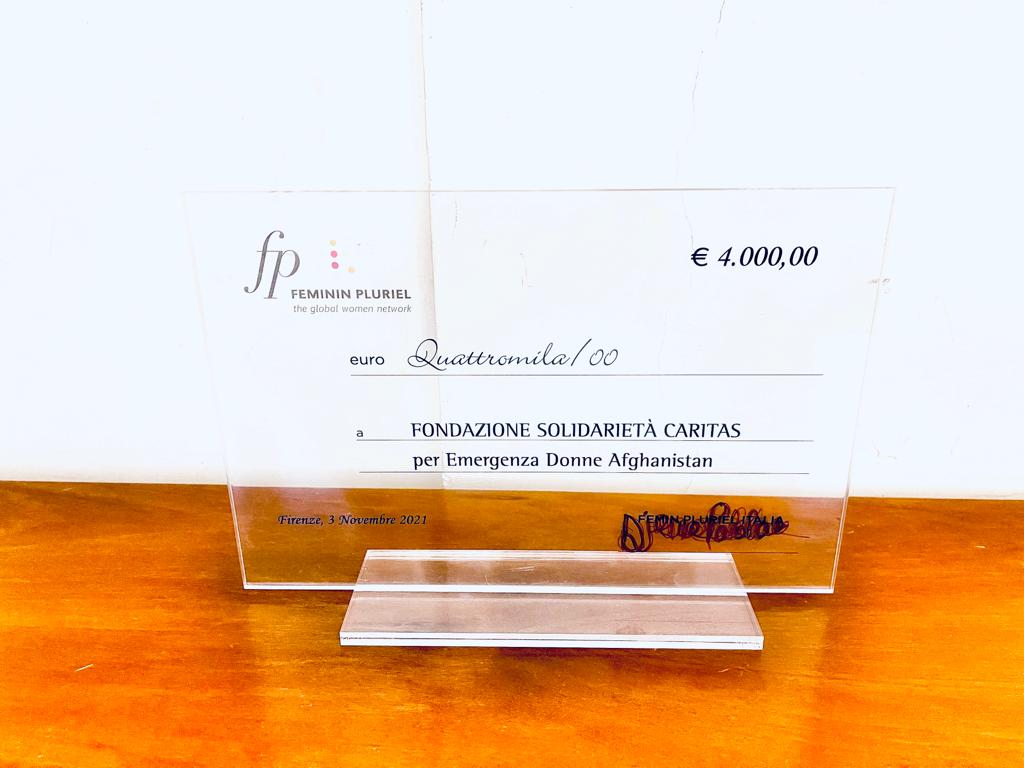 fp
FEMININ PLURIEL
the global women network
€ 4.000,00
euro Quattromila/00
a FONDAZIONE SOLIDARIETÀ CARITAS
per Emergenza Donne Afghanistan
Firenze, 3 Novembre 2021
FEMIN PLURIEL ITALIA